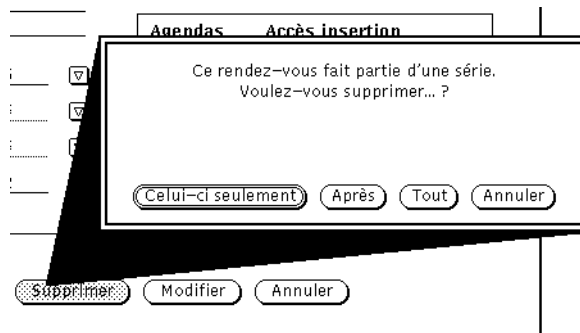 Agendas Accès insertion
Ce rendez-vous fait partie d'une série.
Voulez-vous supprimer... ?
Celui-ci seulement Après Tout Annuler
Supprimer Modifier Annuler